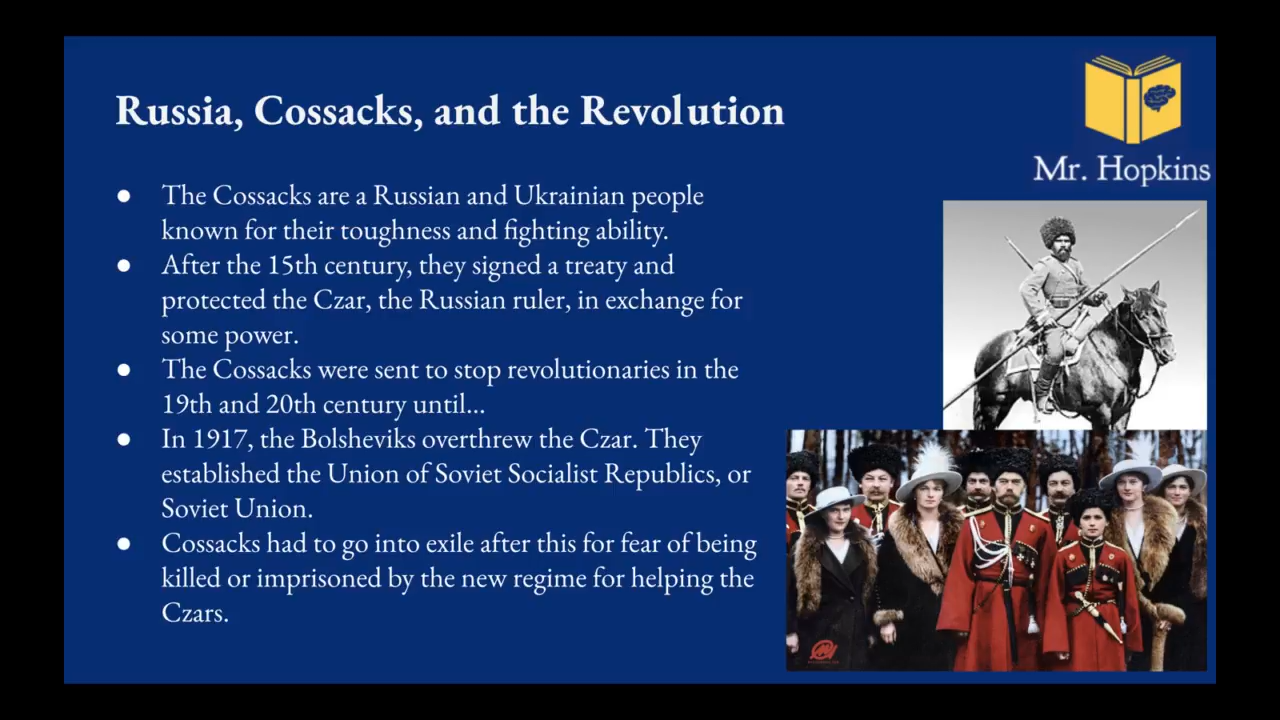 Russia, Cossacks, and the Revolution
Mr. Hopkins
● The Cossacks are a Russian and Ukrainian people
known for their toughness and fighting ability.
● After the 15th century, they signed a treaty and
protected the Czar, the Russian ruler, in exchange for
some power.
● The Cossacks were sent to stop revolutionaries in the
19th and 20th century until...
● In 1917, the Bolsheviks overthrew the Czar. They
established the Union of Soviet Socialist Republics, or
Soviet Union.
● Cossacks had to go into exile after this for fear of being
killed or imprisoned by the new regime for helping the
Czars.